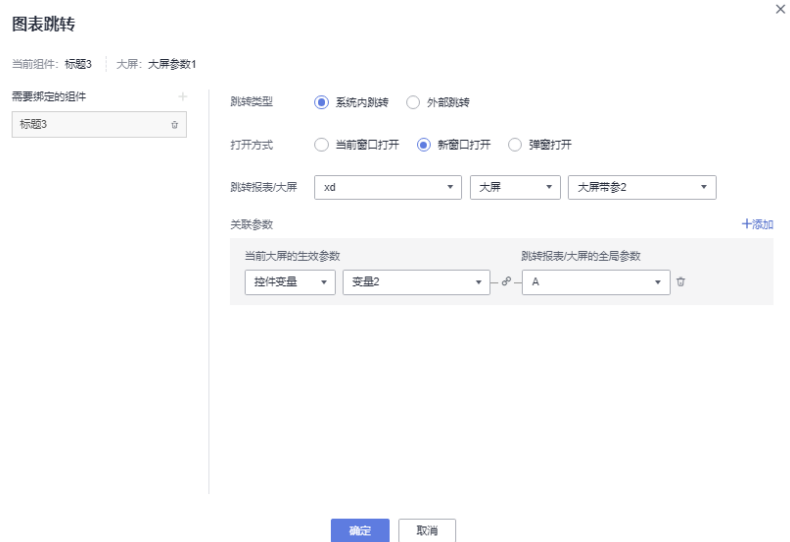 图表跳转
当前组件: 标题3 大屏: 大屏参数1
需要绑定的组件 +
标题3
跳转类型 系统内跳转 外部跳转
打开方式 当前窗口打开 新窗口打开 弹窗打开
跳转报表/大屏 xd 大屏 大屏带参2
关联参数 +添加
当前大屏的生效参数 跳转报表/大屏的全局参数
控件变量 变量2 A
确定 取消